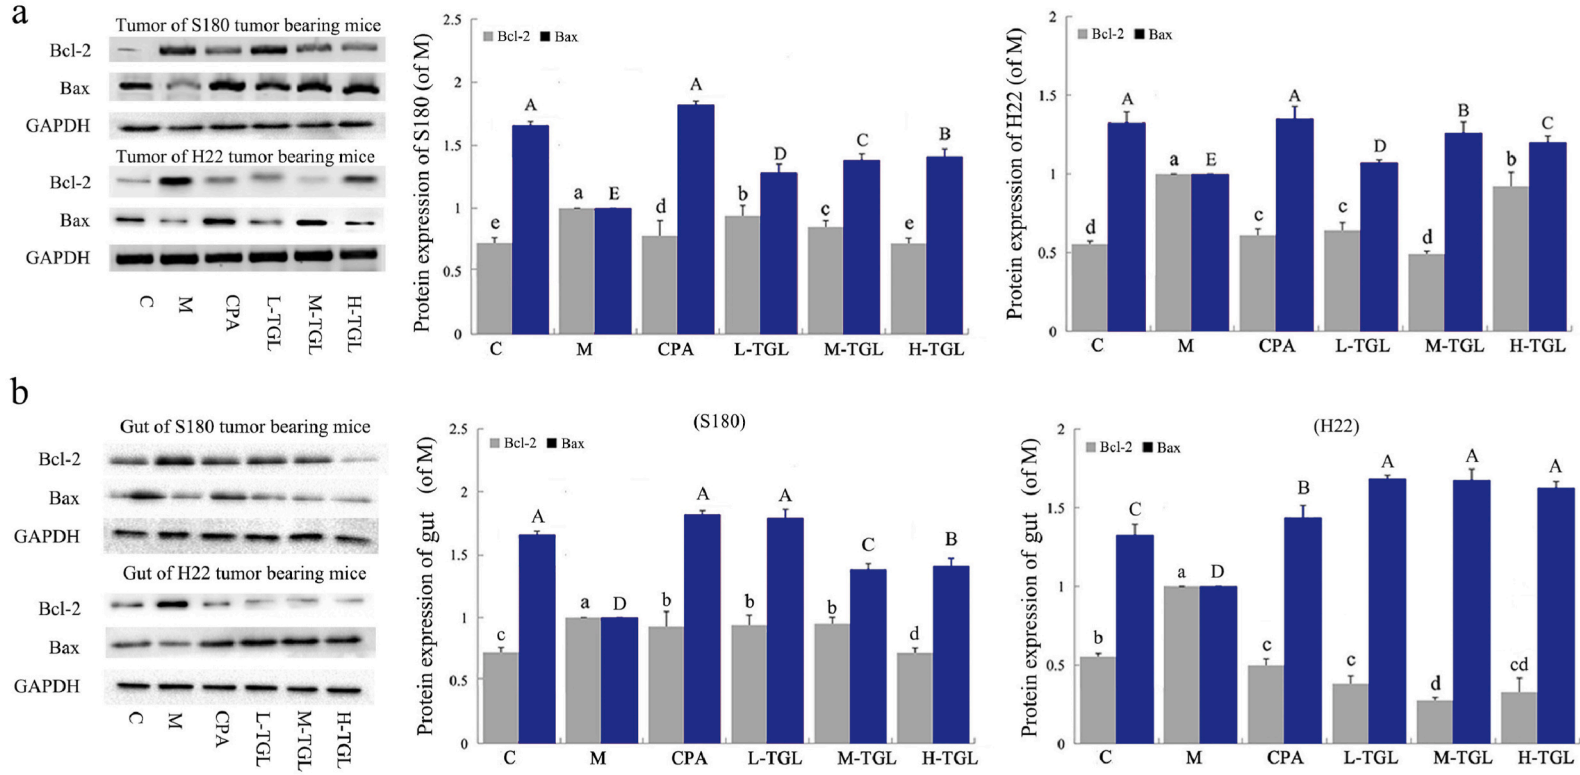 a
Tumor of S180 tumor bearing mice
Bcl-2
Bax
GAPDH
Tumor of H22 tumor bearing mice
Bcl-2
Bax
GAPDH
C M CPA L-TGL M-TGL H-TGL
Protein expression of S180 (of M)
2.5
2
1.5
1
0.5
0
Bcl-2 Bax
e A a E d A b D c C e B
C M CPA L-TGL M-TGL H-TGL
Protein expression of H22 (of M)
2
1.5
1
0.5
0
Bcl-2 Bax
d A a E c A c D d B b C
C M CPA L-TGL M-TGL H-TGL
b
Gut of S180 tumor bearing mice
Bcl-2
Bax
GAPDH
Gut of H22 tumor bearing mice
Bcl-2
Bax
GAPDH
C M CPA L-TGL M-TGL H-TGL
(S180)
Protein expression of gut (of M)
2.5
2
1.5
1
0.5
0
Bcl-2 Bax
c A a D b A b A b C d B
C M CPA L-TGL M-TGL H-TGL
(H22)
Protein expression of gut (of M)
2
1.5
1
0.5
0
Bcl-2 Bax
b C a D c B c A d A cd A
C M CPA L-TGL M-TGL H-TGL